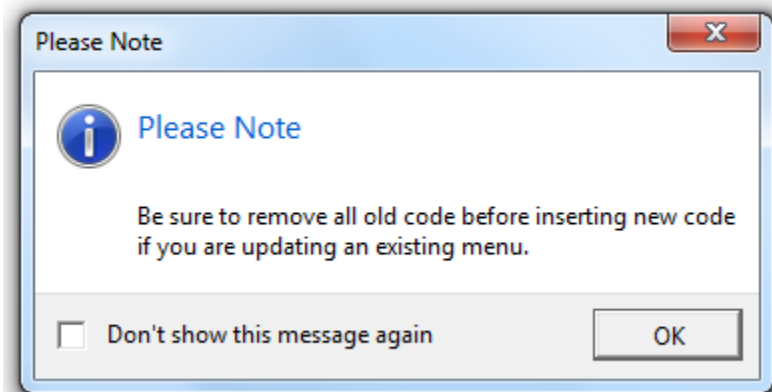 Please Note
Please Note
Be sure to remove all old code before inserting new code
if you are updating an existing menu.
Don't show this message again
OK